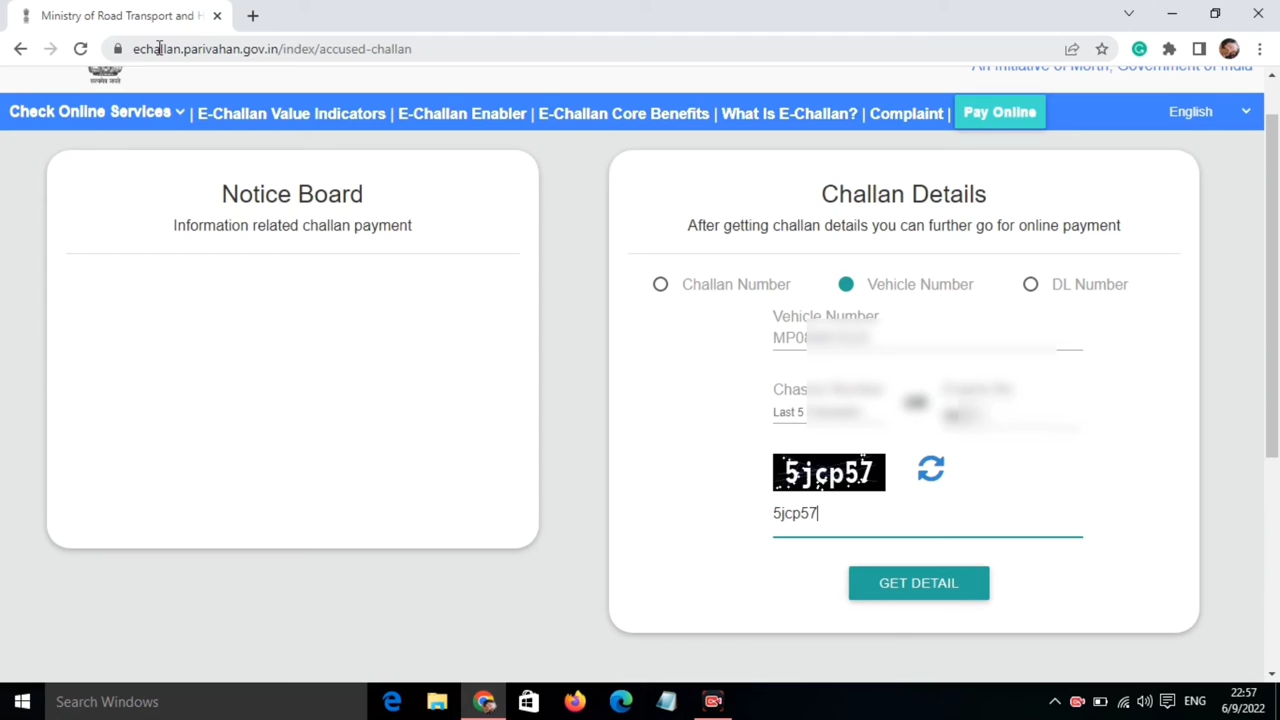 Ministry of Road Transport and H
echallan.parivahan.gov.in/index/accused-challan
सत्यमेव जयते
An Initiative of MoRTH, Government of India
Check Online Services | E-Challan Value Indicators | E-Challan Enabler | E-Challan Core Benefits | What Is E-Challan? | Complaint | Pay Online English
Notice Board
Information related challan payment
Challan Details
After getting challan details you can further go for online payment
Challan Number Vehicle Number DL Number
Vehicle Number
Last 5
5jcp57
5jcp57
GET DETAIL
Search Windows
ENG
22:57
6/9/2022